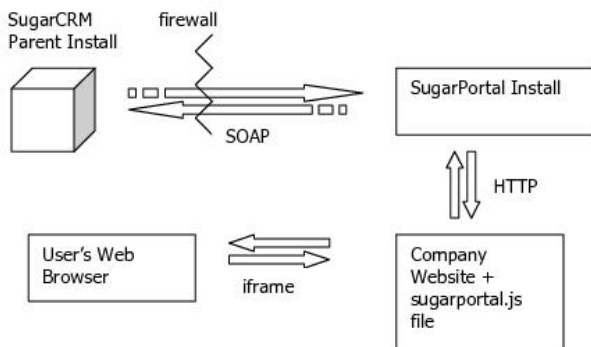 SugarCRM
Parent Install
firewall
SOAP
SugarPortal Install
HTTP
User's Web
Browser
iframe
Company
Website +
sugarportal.js
file